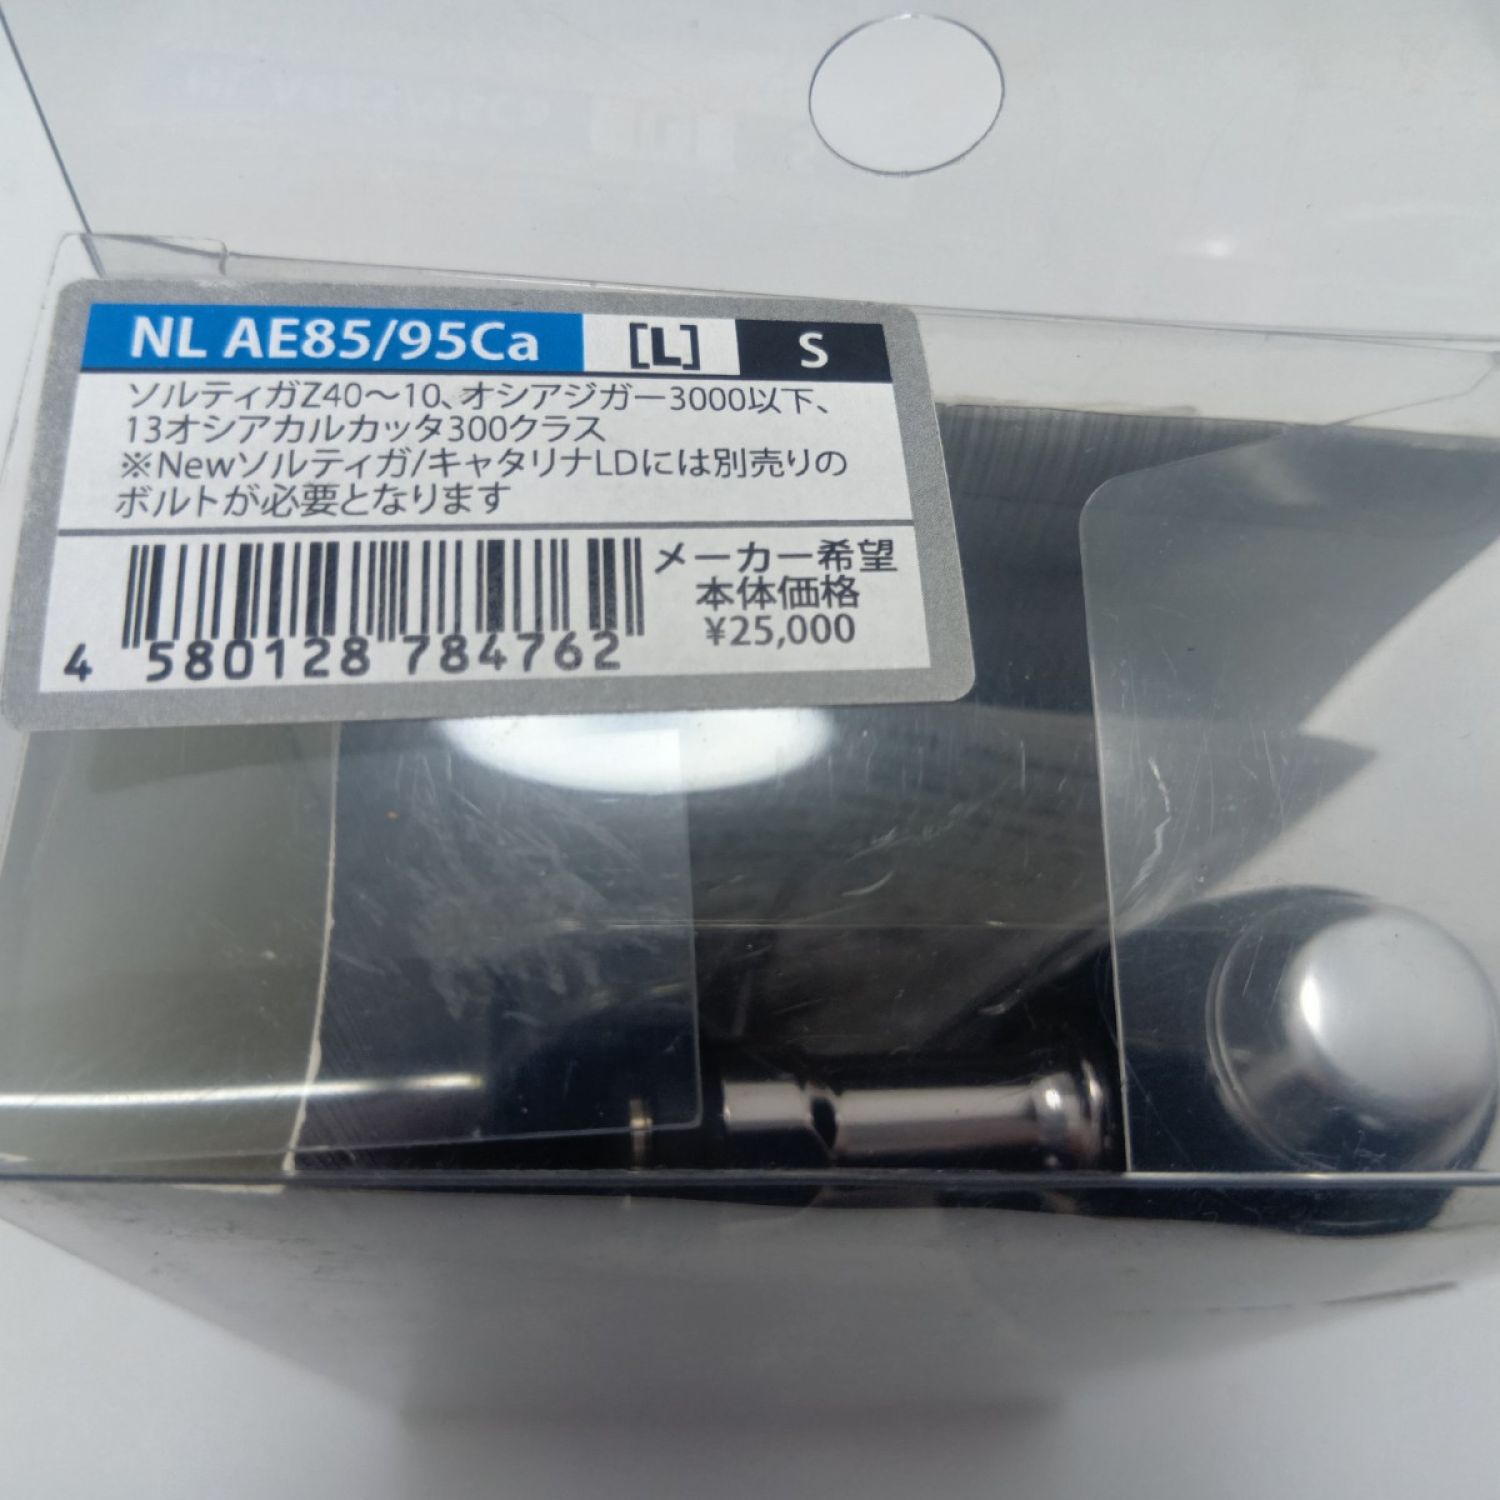 NL AE85/95Ca [L] S
ソルティガZ40～10、オシアジガー3000以下、
13オシアカルカッタ300クラス
※Newソルティガ/キャタリナLDには別売りの
ボルトが必要となります
メーカー希望
本体価格
¥25,000
4 580128 784762